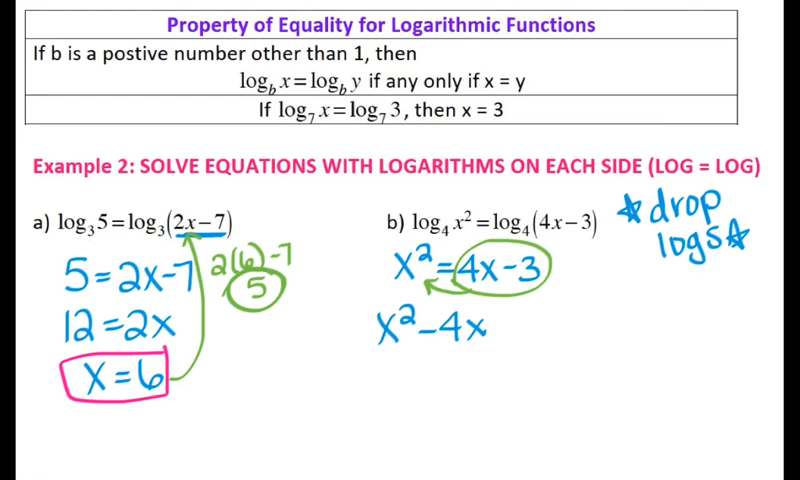 Property of Equality for Logarithmic Functions
If b is a postive number other than 1, then
log_b x = log_b y if any only if x = y
If log_7 x = log_7 3, then x = 3
Example 2: SOLVE EQUATIONS WITH LOGARITHMS ON EACH SIDE (LOG = LOG)
a) log_3 5 = log_3 (2x − 7)
5 = 2x − 7
2(6) − 7
5
12 = 2x
x = 6
b) log_4 x² = log_4 (4x − 3)
☆ drop
logs ☆
x² = 4x − 3
x² − 4x